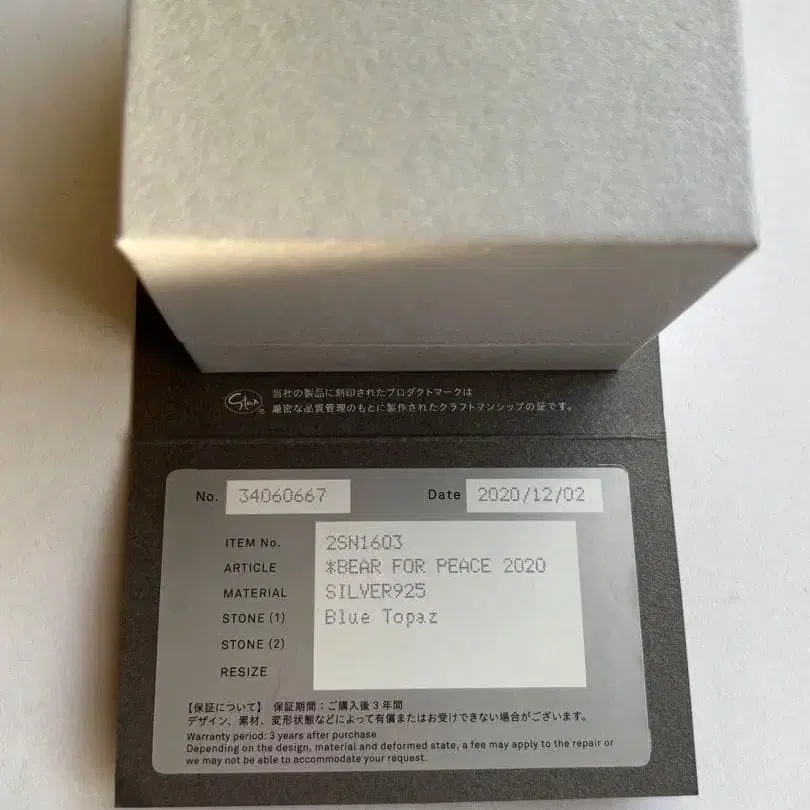 当社の製品に刻印されたプロダクトマークは
厳密な品質管理のもとに製作されたクラフトマンシップの証です。
No. 34060667 Date 2020/12/02
ITEM No. 2SN1603
ARTICLE *BEAR FOR PEACE 2020
MATERIAL SILVER925
STONE (1) Blue Topaz
STONE (2)
RESIZE
【保証について】 保証期間：ご購入後3年間
デザイン、素材、変形状態などによって有償またはお受けできない場合がございます。
Warranty period: 3 years after purchase
Depending on the design, material and deformed state, a fee may apply to the repair or
we may not be able to accommodate your request.